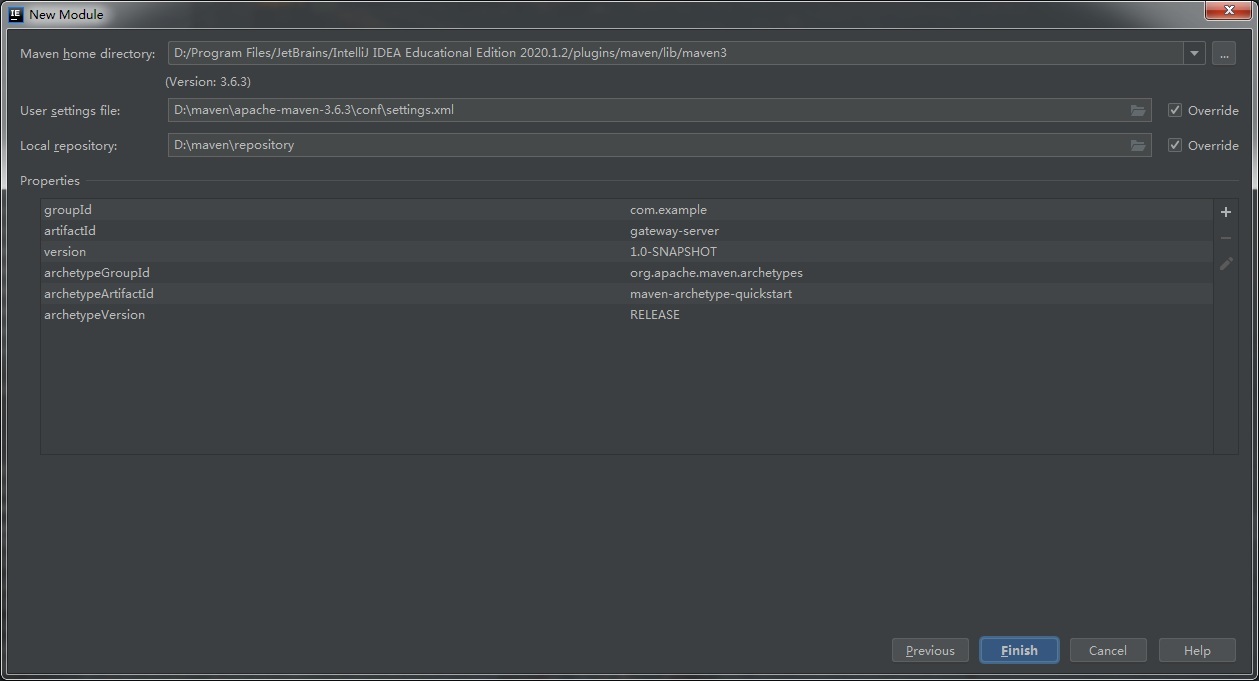 IE New Module
Maven home directory: D:/Program Files/JetBrains/IntelliJ IDEA Educational Edition 2020.1.2/plugins/maven/lib/maven3 ...
(Version: 3.6.3)
User settings file: D:\maven\apache-maven-3.6.3\conf\settings.xml Override
Local repository: D:\maven\repository Override
Properties
groupId com.example
artifactId gateway-server
version 1.0-SNAPSHOT
archetypeGroupId org.apache.maven.archetypes
archetypeArtifactId maven-archetype-quickstart
archetypeVersion RELEASE
Previous Finish Cancel Help